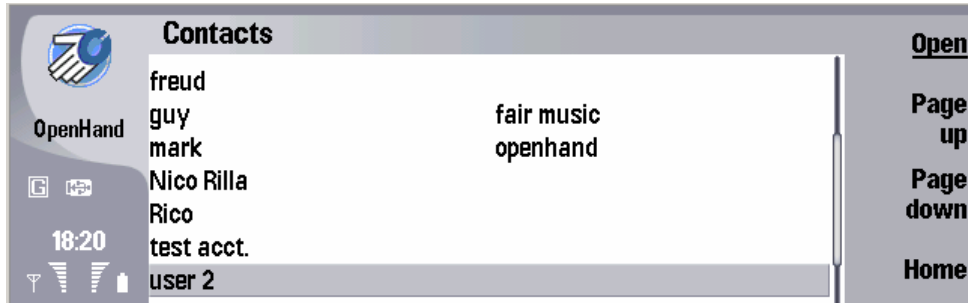 Contacts
freud
guy fair music
mark openhand
Nico Rilla
Rico
test acct.
user 2
OpenHand
G
18:20
Open
Page
up
Page
down
Home